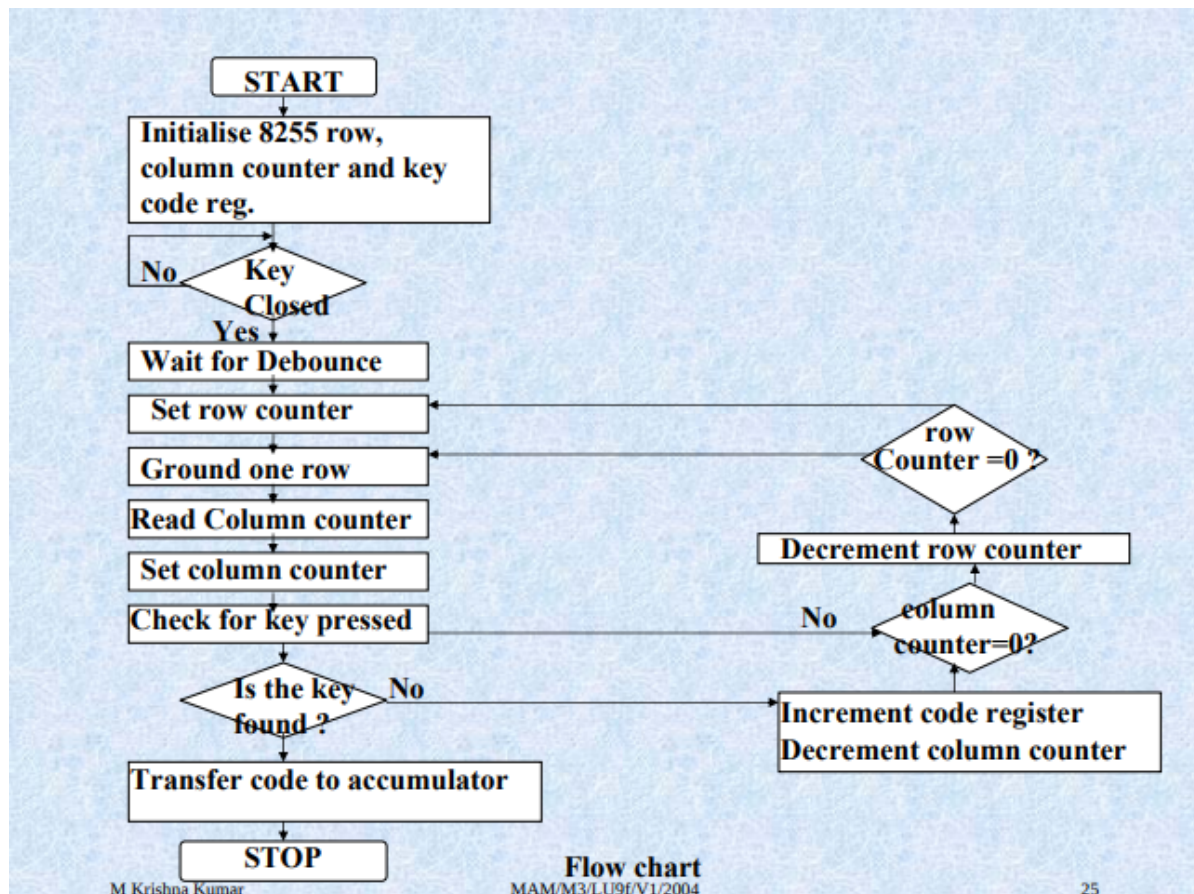 START
Initialise 8255 row,
column counter and key
code reg.
No
Key
Closed
Yes
Wait for Debounce
Set row counter
Ground one row
Read Column counter
Set column counter
Check for key pressed
Is the key
found ?
No
Transfer code to accumulator
STOP
row
Counter =0 ?
Decrement row counter
No
column
counter=0?
Increment code register
Decrement column counter
Flow chart
M Krishna Kumar
MAM/M3/LU9f/V1/2004
25